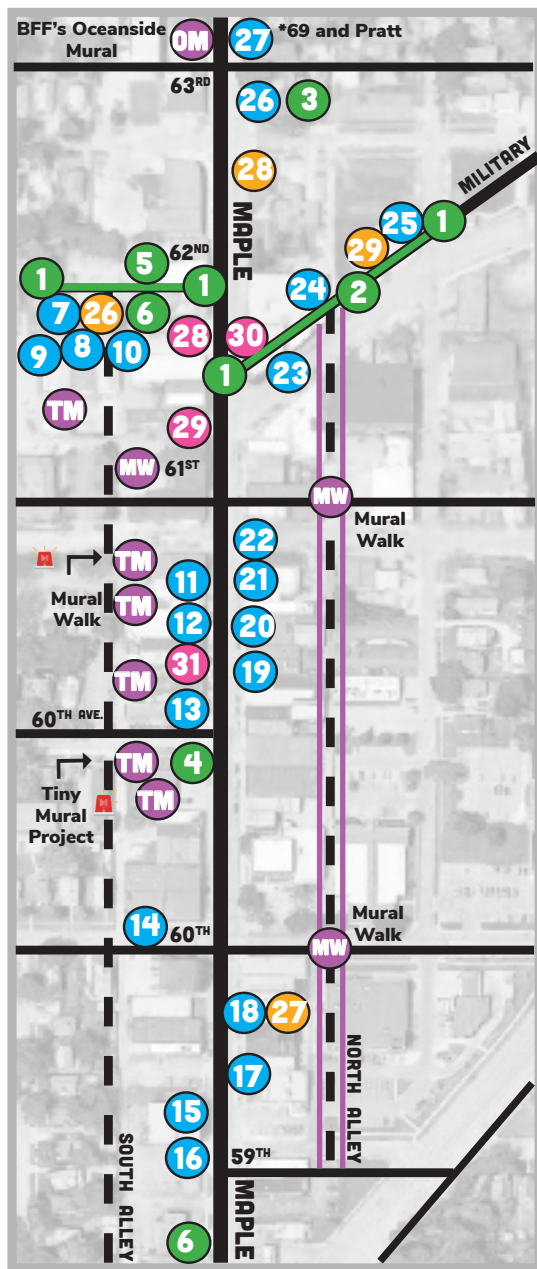 BFF's Oceanside
Mural
OM
27
*69 and Pratt
63RD
26
3
28
MAPLE
MILITARY
62ND
5
1
1
25
1
29
24
2
7
26
6
28
30
9
8
10
1
23
TM
29
MW
61ST
MW
Mural
Walk
M
TM
Mural
Walk
TM
11
12
31
TM
13
22
21
20
19
60TH AVE.
TM
4
Tiny
Mural
Project
M
TM
14
60TH
Mural
Walk
MW
18
27
17
15
16
59TH
NORTH ALLEY
SOUTH ALLEY
MAPLE
6